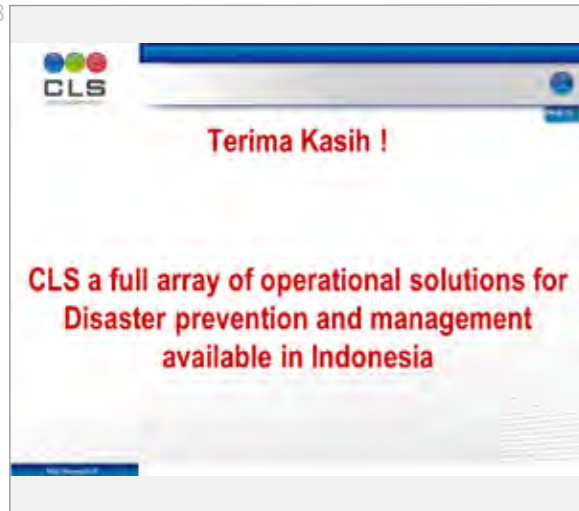 CLS
Terima Kasih !
CLS a full array of operational solutions for
Disaster prevention and management
available in Indonesia